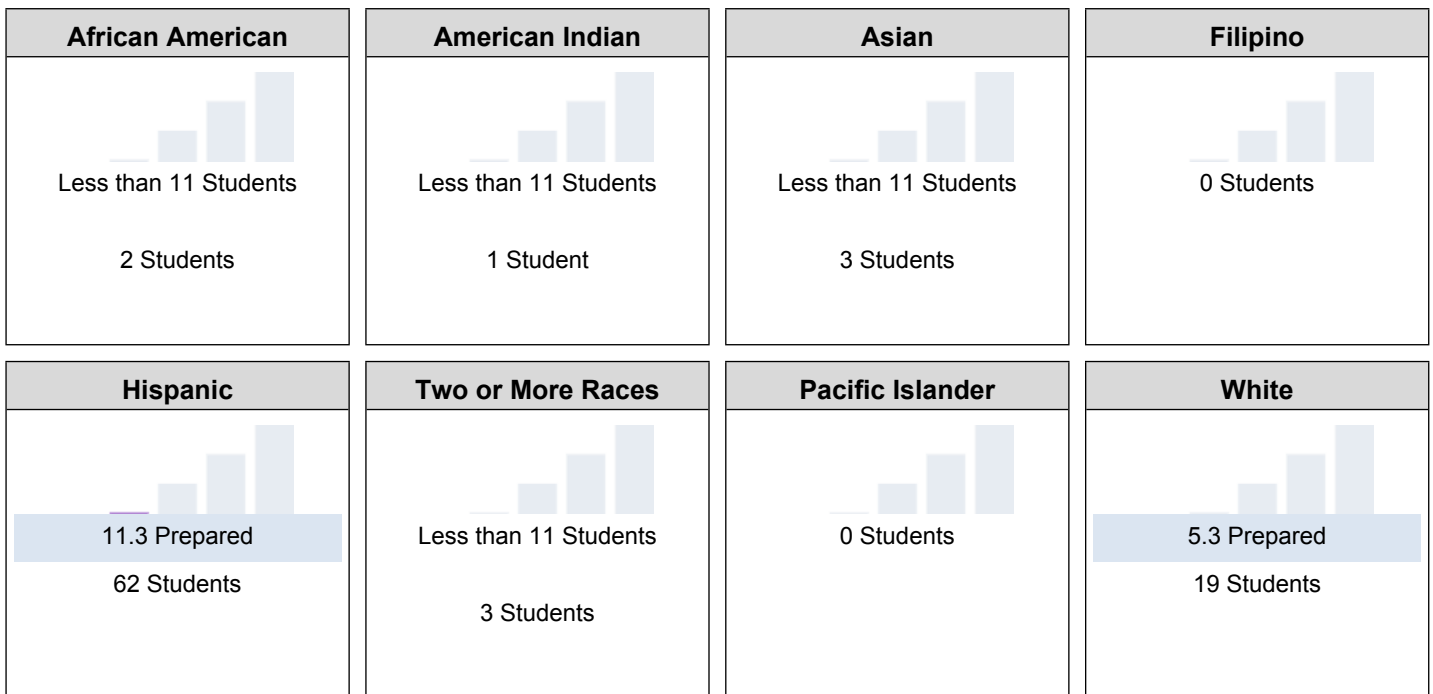 African American
Less than 11 Students
2 Students
American Indian
Less than 11 Students
1 Student
Asian
Less than 11 Students
3 Students
Filipino
0 Students
Hispanic
11.3 Prepared
62 Students
Two or More Races
Less than 11 Students
3 Students
Pacific Islander
0 Students
White
5.3 Prepared
19 Students